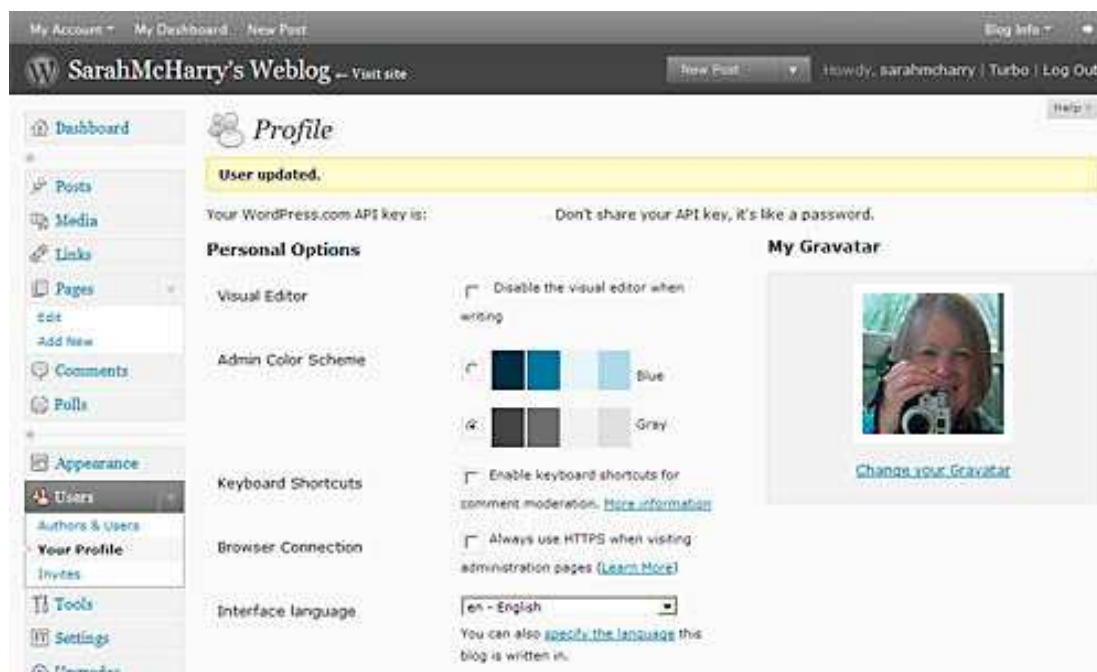 My Account My Dashboard New Post Blog Info
SarahMcHarry's Weblog ← Visit site New Post Howdy, sarahmcharry | Turbo | Log Out
Help
Dashboard
Profile
User updated.
Posts
Your WordPress.com API key is: Don't share your API key, it's like a password.
Media
Links
Personal Options
My Gravatar
Pages
Visual Editor
Disable the visual editor when
writing
Edit
Add New
Admin Color Scheme
Blue
Comments
Polls
Gray
Appearance
Change your Gravatar
Keyboard Shortcuts
Enable keyboard shortcuts for
comment moderation. More information
Users
Authors & Users
Your Profile
Invites
Browser Connection
Always use HTTPS when visiting
administration pages (Learn More)
Tools
Interface language
en - English
Settings
You can also specify the language this
blog is written in.
Upgrades